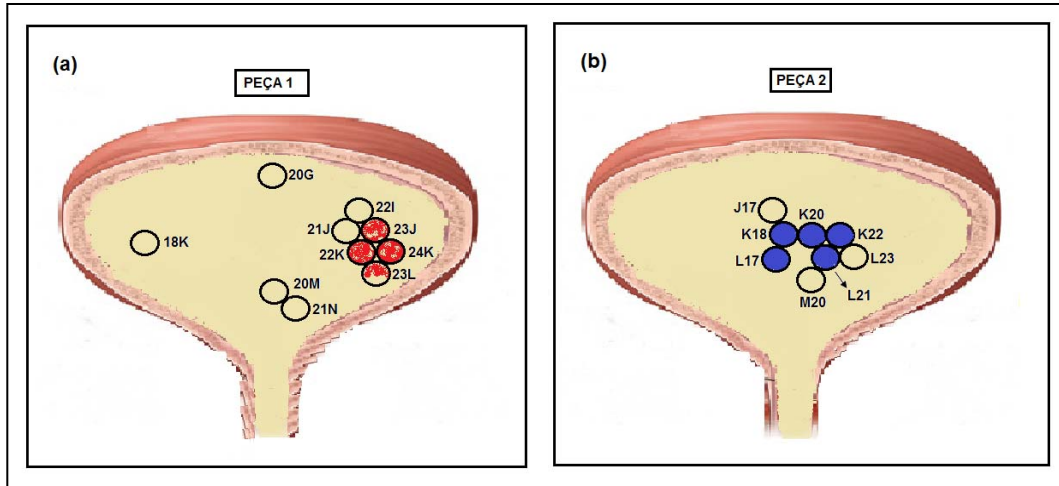 (a)
PEÇA 1
20G
22I
21J
23J
18K
22K
24K
23L
20M
21N
(b)
PEÇA 2
J17
K20
K18
K22
L17
L23
M20
L21